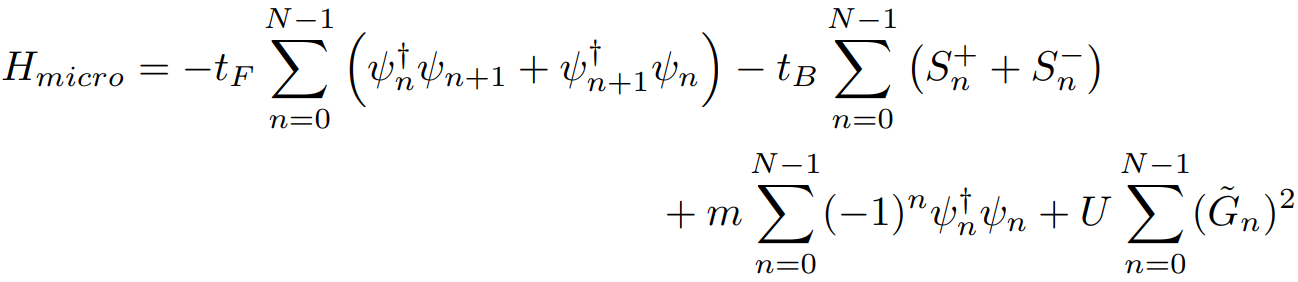 $H_{micro} = -t_F \sum_{n=0}^{N-1} \left( \psi_n^\dagger \psi_{n+1} + \psi_{n+1}^\dagger \psi_n \right) - t_B \sum_{n=0}^{N-1} \left( S_n^+ + S_n^- \right)$
$+ m \sum_{n=0}^{N-1} (-1)^n \psi_n^\dagger \psi_n + U \sum_{n=0}^{N-1} (\tilde{G}_n)^2$